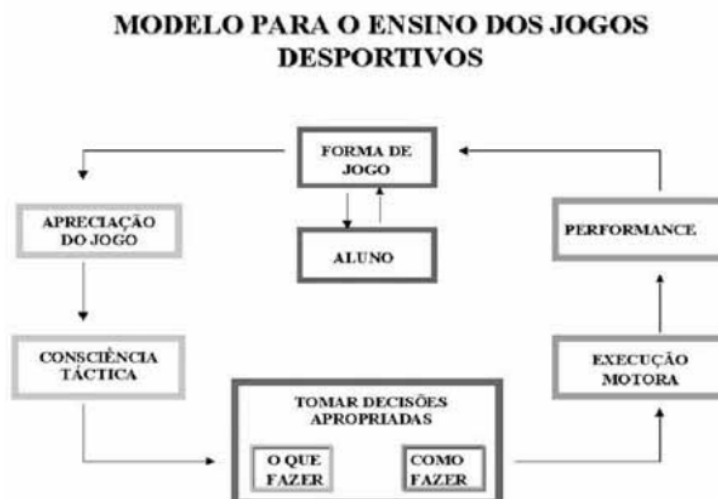 MODELO PARA O ENSINO DOS JOGOS
DESPORTIVOS
FORMA DE
JOGO
APRECIAÇÃO
DO JOGO
ALUNO
PERFORMANCE
CONSCIÊNCIA
TÁCTICA
TOMAR DECISÕES
APROPRIADAS
O QUE
FAZER
COMO
FAZER
EXECUÇÃO
MOTORA